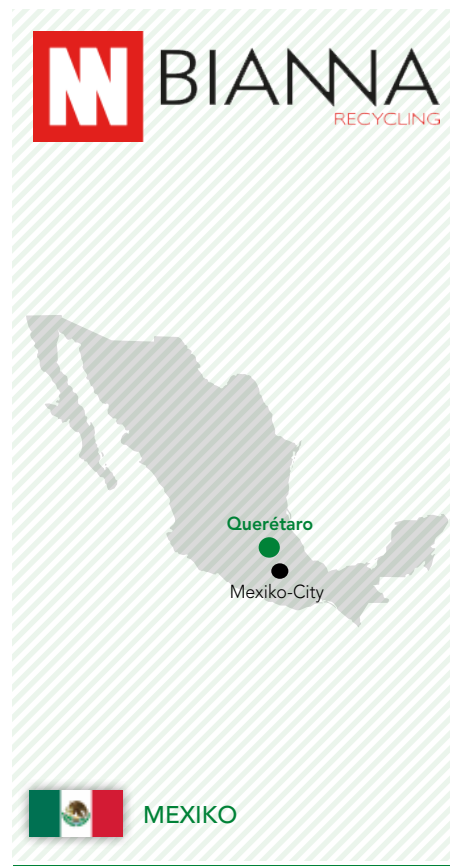 BIANNA
RECYCLING
Querétaro
Mexiko-City
MEXIKO